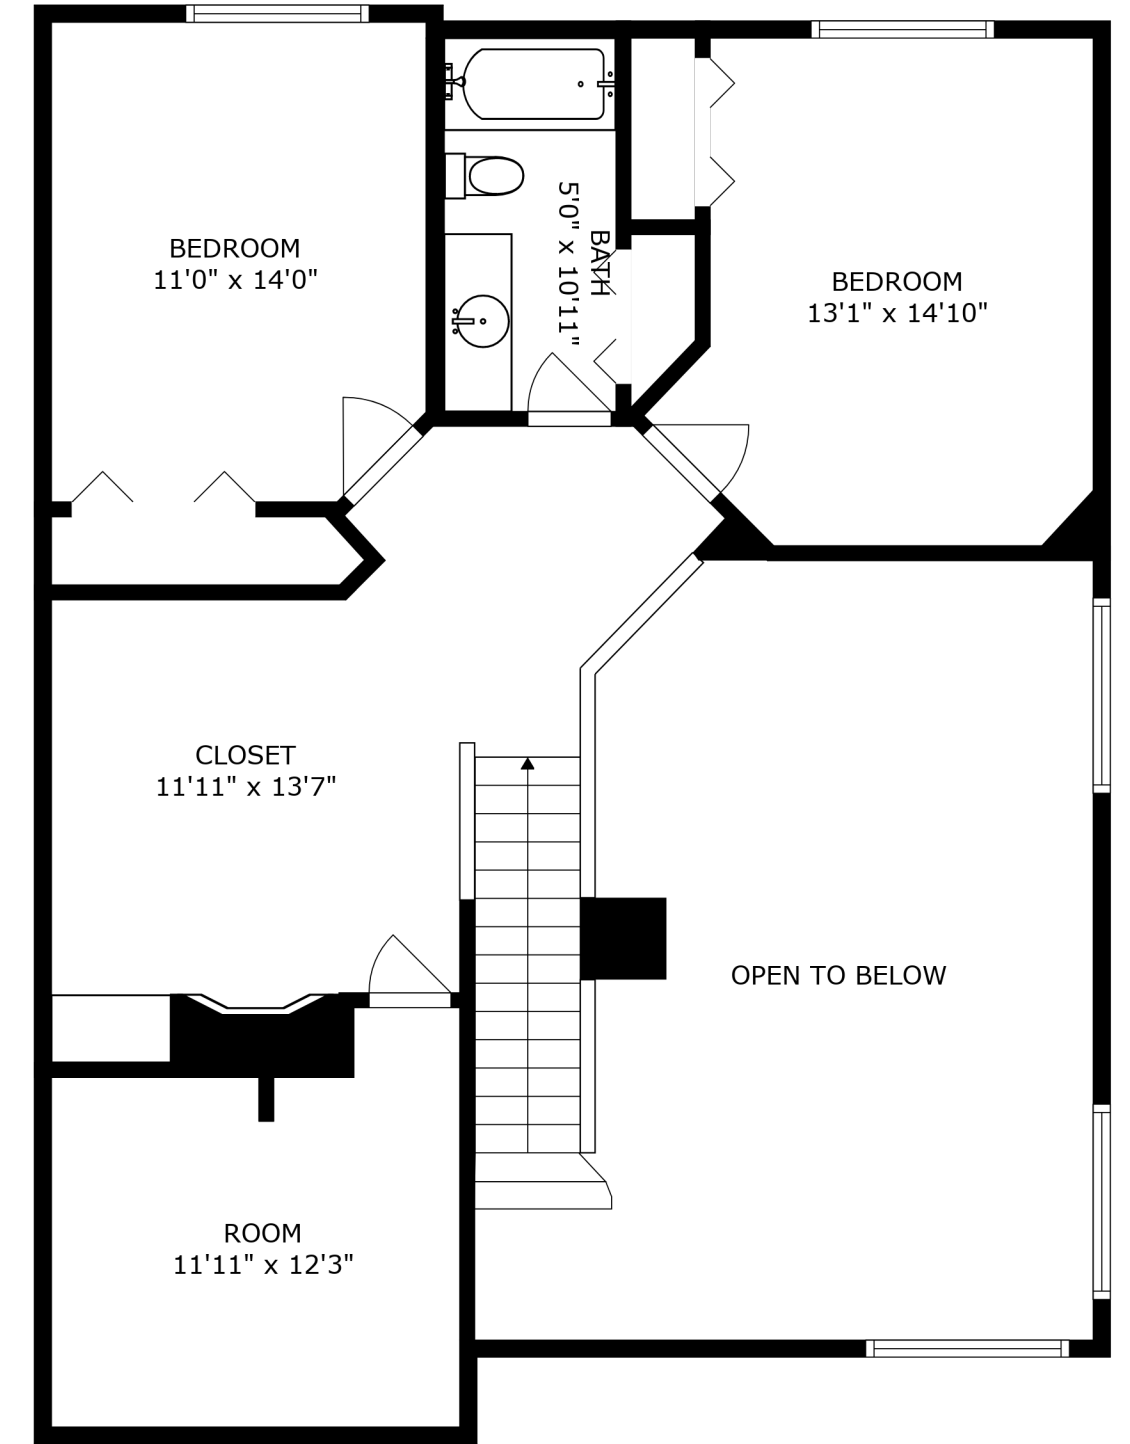 BEDROOM
11'0" x 14'0"
BATH
5'0" x 10'11"
BEDROOM
13'1" x 14'10"
CLOSET
11'11" x 13'7"
OPEN TO BELOW
ROOM
11'11" x 12'3"